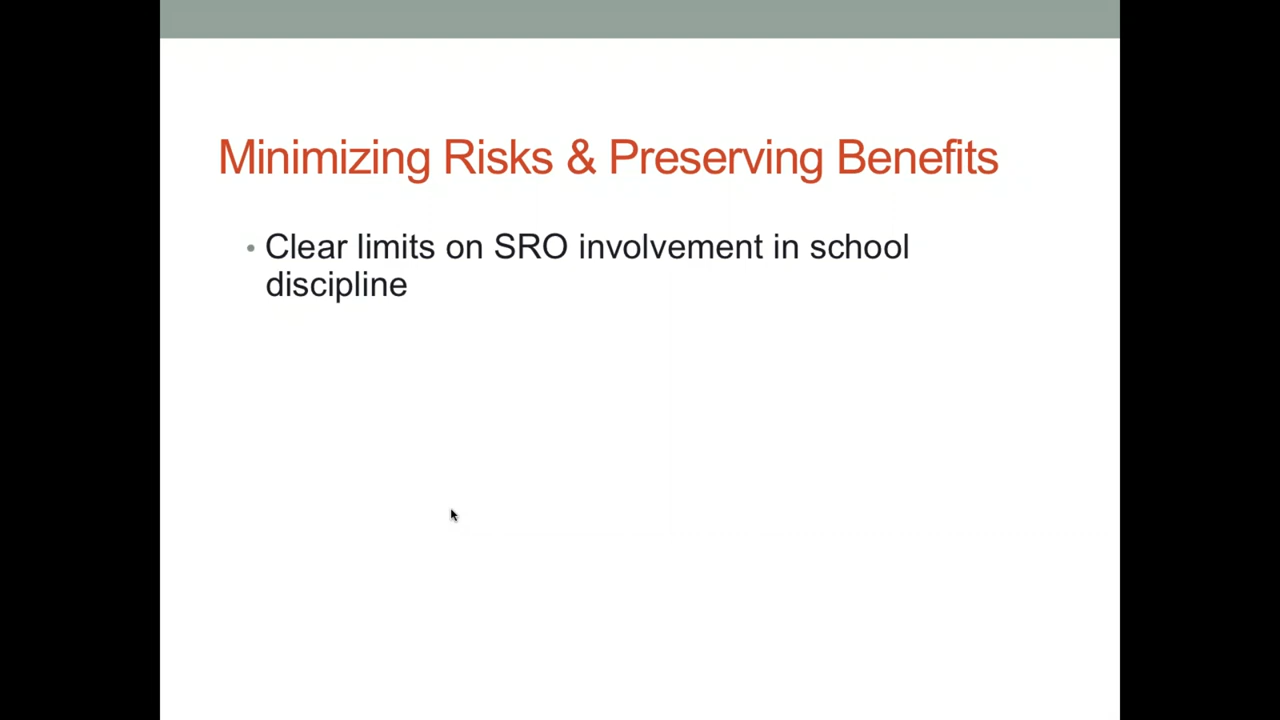 Minimizing Risks & Preserving Benefits
• Clear limits on SRO involvement in school
discipline